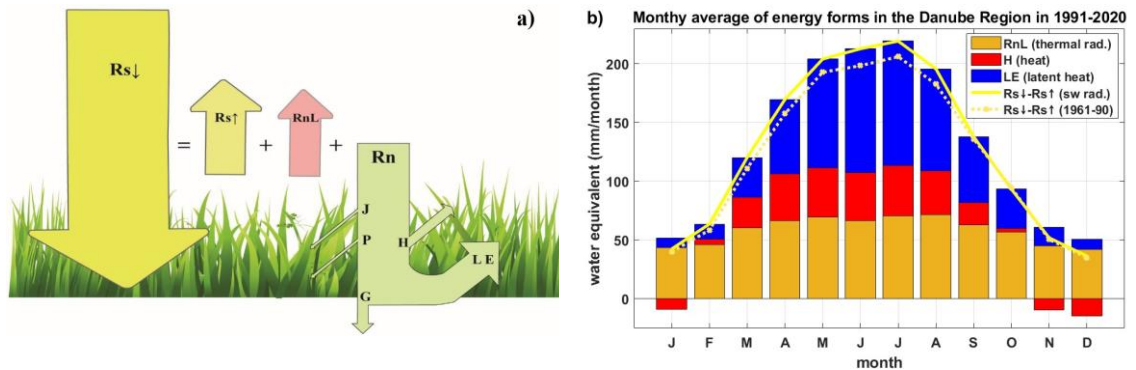 a)
Rs↓
=
Rs↑
+
RnL
+
Rn
J
P
H
L E
G
b)
Monthy average of energy forms in the Danube Region in 1991-2020
RnL (thermal rad.)
H (heat)
LE (latent heat)
Rs↓-Rs↑ (sw rad.)
Rs↓-Rs↑ (1961-90)
water equivalent (mm/month)
200
150
100
50
0
J F M A M J J A S O N D
month